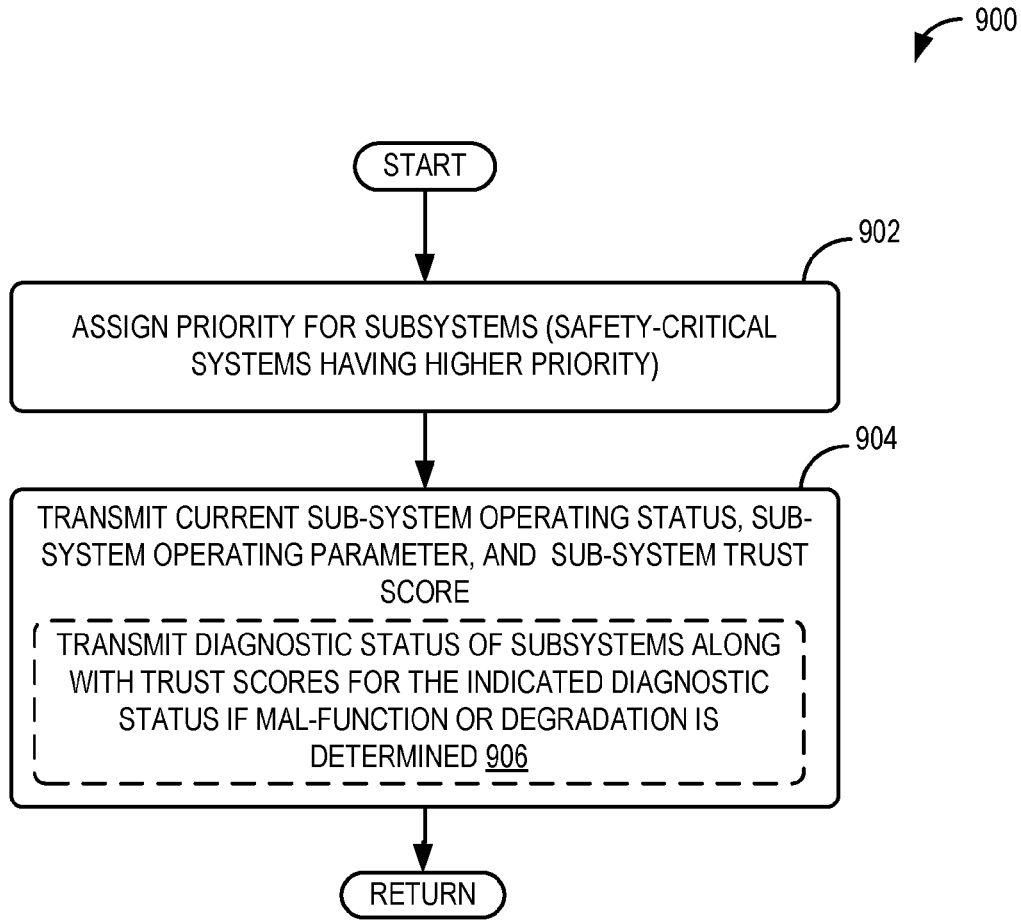 900
START
902
ASSIGN PRIORITY FOR SUBSYSTEMS (SAFETY-CRITICAL
SYSTEMS HAVING HIGHER PRIORITY)
904
TRANSMIT CURRENT SUB-SYSTEM OPERATING STATUS, SUB-
SYSTEM OPERATING PARAMETER, AND SUB-SYSTEM TRUST
SCORE
TRANSMIT DIAGNOSTIC STATUS OF SUBSYSTEMS ALONG
WITH TRUST SCORES FOR THE INDICATED DIAGNOSTIC
STATUS IF MAL-FUNCTION OR DEGRADATION IS
DETERMINED 906
RETURN